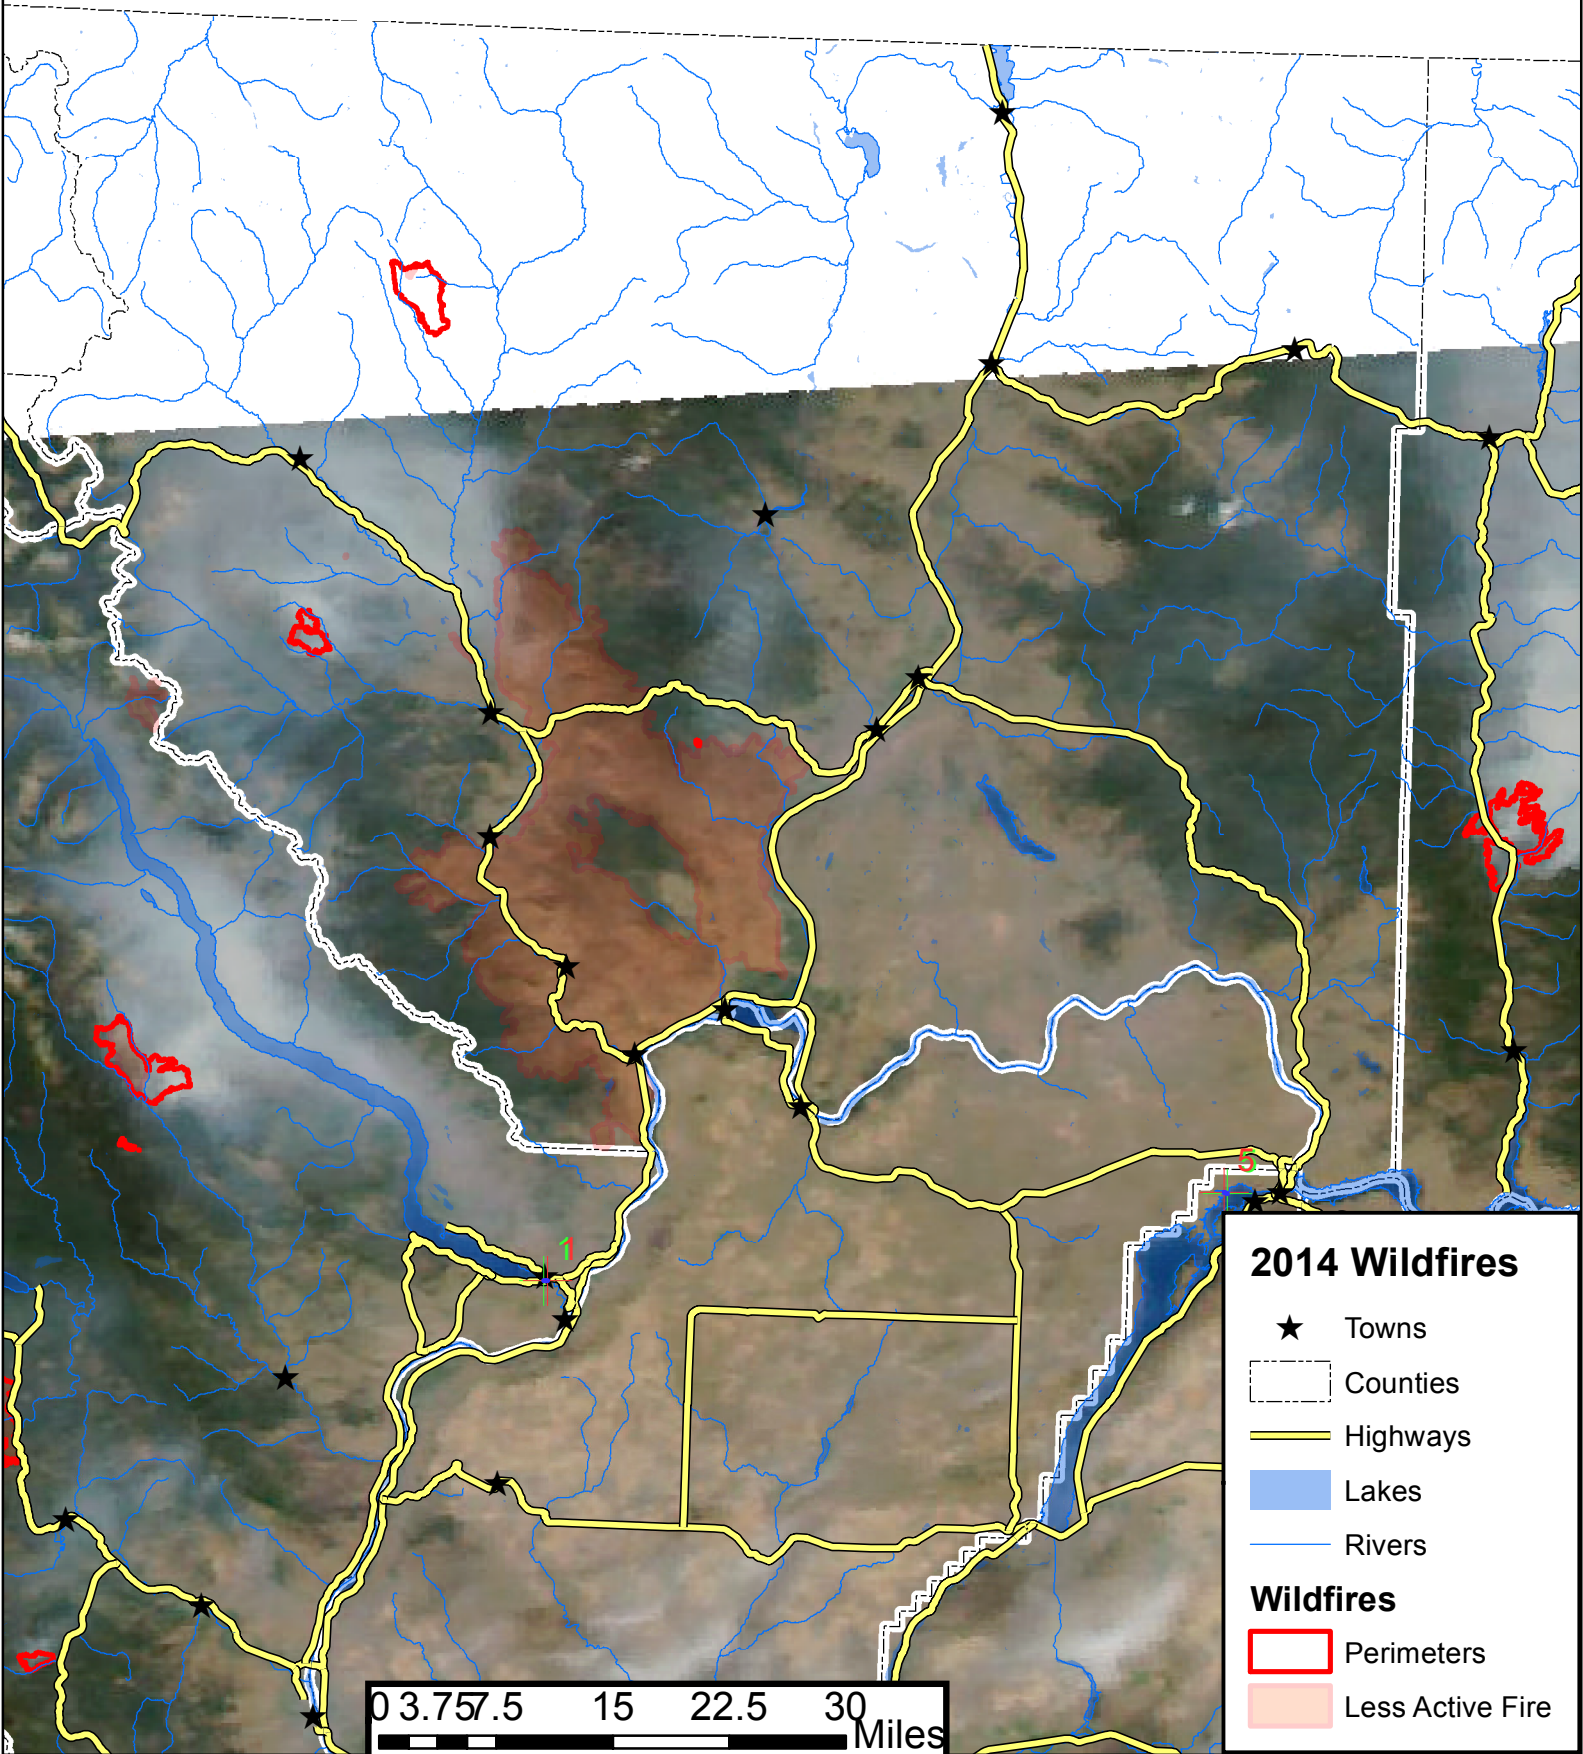 5
1
2014 Wildfires
Towns
Counties
Highways
Lakes
Rivers
Wildfires
Perimeters
Less Active Fire
0 3.75 7.5 15 22.5 30
Miles